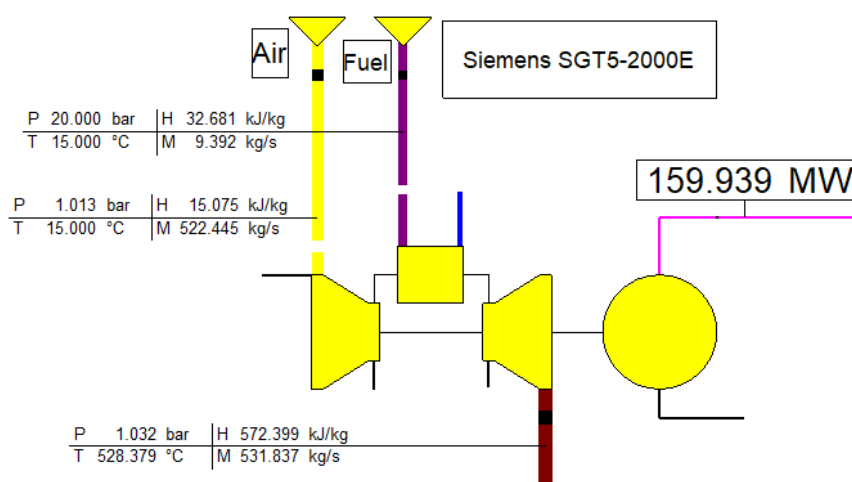 Air
Fuel
Siemens SGT5-2000E
P 20.000 bar H 32.681 kJ/kg
T 15.000 °C M 9.392 kg/s
159.939 MW
P 1.013 bar H 15.075 kJ/kg
T 15.000 °C M 522.445 kg/s
P 1.032 bar H 572.399 kJ/kg
T 528.379 °C M 531.837 kg/s